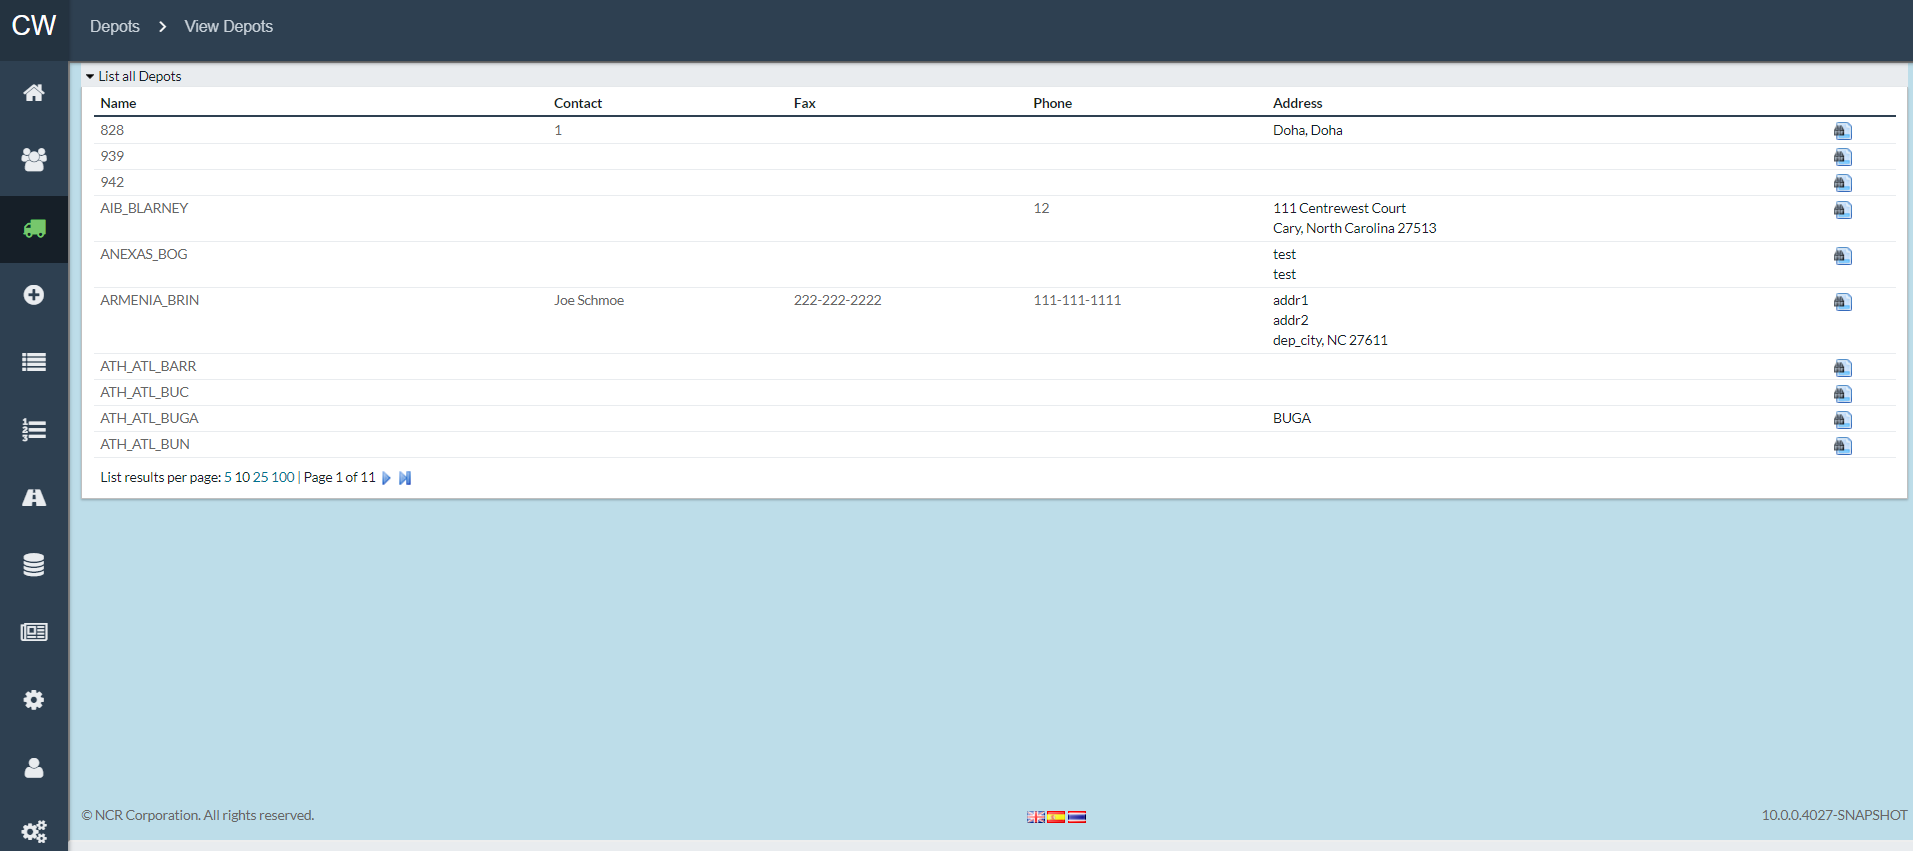 CW
Depots View Depots
List all Depots
Name Contact Fax Phone Address
828 1 Doha, Doha
939
942
AIB_BLARNEY 12 111 Centrewest Court
Cary, North Carolina 27513
ANEXAS_BOG test
test
ARMENIA_BRIN Joe Schmoe 222-222-2222 111-111-1111 addr1
addr2
dep_city, NC 27611
ATH_ATL_BARR
ATH_ATL_BUC
ATH_ATL_BUGA BUGA
ATH_ATL_BUN
List results per page: 5 10 25 100 | Page 1 of 11
© NCR Corporation. All rights reserved. 10.0.0.4027-SNAPSHOT